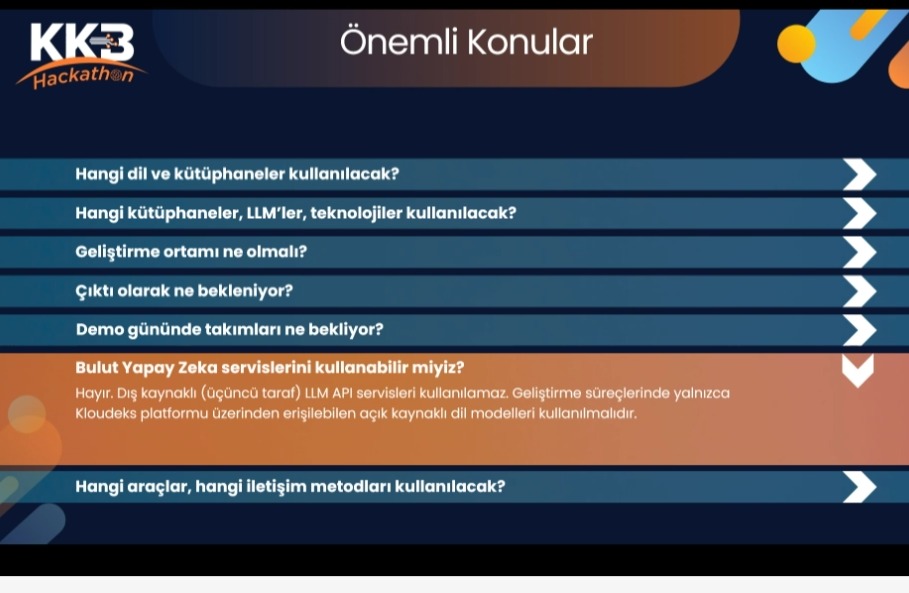 KKB
Hackathon
Önemli Konular
Hangi dil ve kütüphaneler kullanılacak?
Hangi kütüphaneler, LLM’ler, teknolojiler kullanılacak?
Geliştirme ortamı ne olmalı?
Çıktı olarak ne bekleniyor?
Demo gününde takımları ne bekliyor?
Bulut Yapay Zeka servislerini kullanabilir miyiz?
Hayır. Dış kaynaklı (üçüncü taraf) LLM API servisleri kullanılamaz. Geliştirme süreçlerinde yalnızca
Kloudeks platformu üzerinden erişilebilen açık kaynaklı dil modelleri kullanılmalıdır.
Hangi araçlar, hangi iletişim metodları kullanılacak?